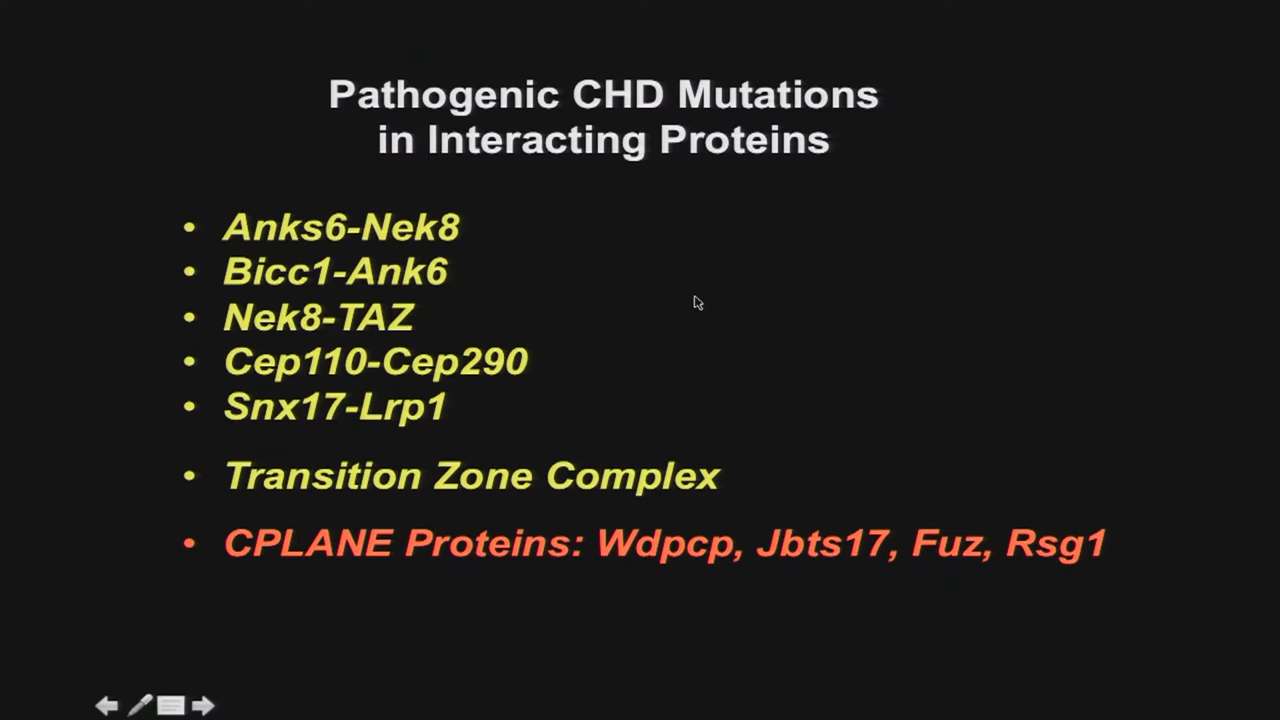 Pathogenic CHD Mutations
in Interacting Proteins
• Anks6-Nek8
• Bicc1-Ank6
• Nek8-TAZ
• Cep110-Cep290
• Snx17-Lrp1
• Transition Zone Complex
• CPLANE Proteins: Wdpcp, Jbts17, Fuz, Rsg1